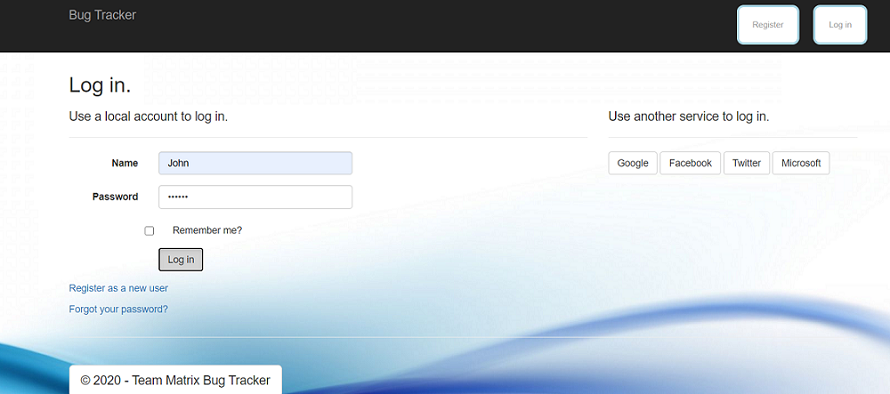 Bug Tracker
Register
Log in
Log in.
Use a local account to log in.
Use another service to log in.
Name
John
Google
Facebook
Twitter
Microsoft
Password
••••••
Remember me?
Log in
Register as a new user
Forgot your password?
© 2020 - Team Matrix Bug Tracker